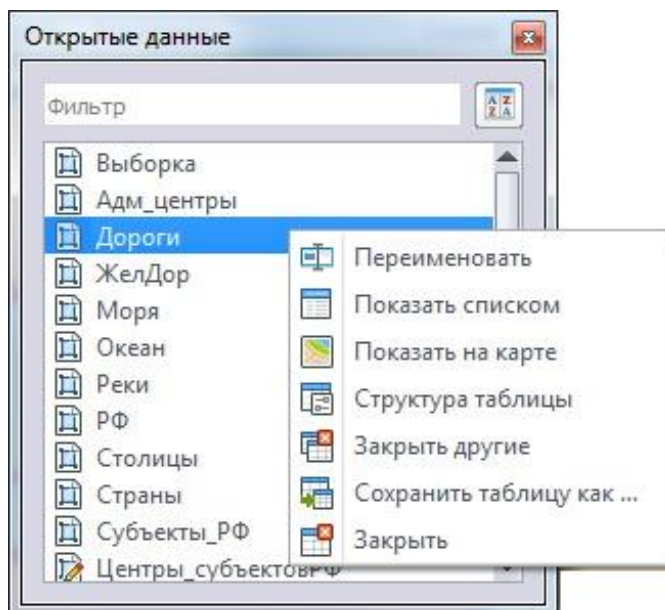 Открытые данные
Фильтр
Выборка
Адм_центры
Дороги
ЖелДор
Моря
Океан
Реки
РФ
Столицы
Страны
Субъекты_РФ
Центры_субъектовРФ
Переименовать
Показать списком
Показать на карте
Структура таблицы
Закрыть другие
Сохранить таблицу как ...
Закрыть